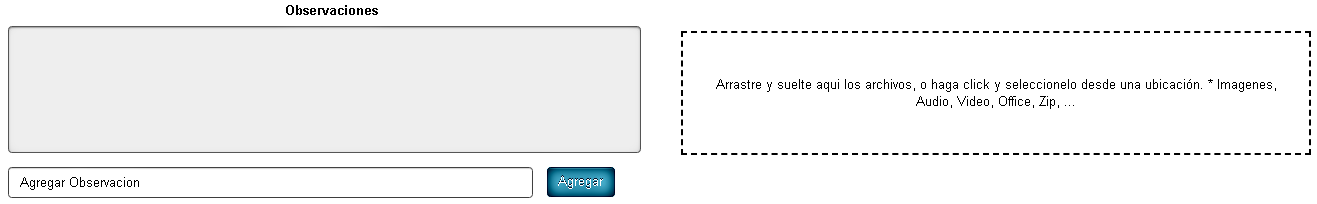 Observaciones
Arrastre y suelte aqui los archivos, o haga click y seleccionelo desde una ubicación. * Imagenes,
Audio, Video, Office, Zip, ...
Agregar Observacion
Agregar